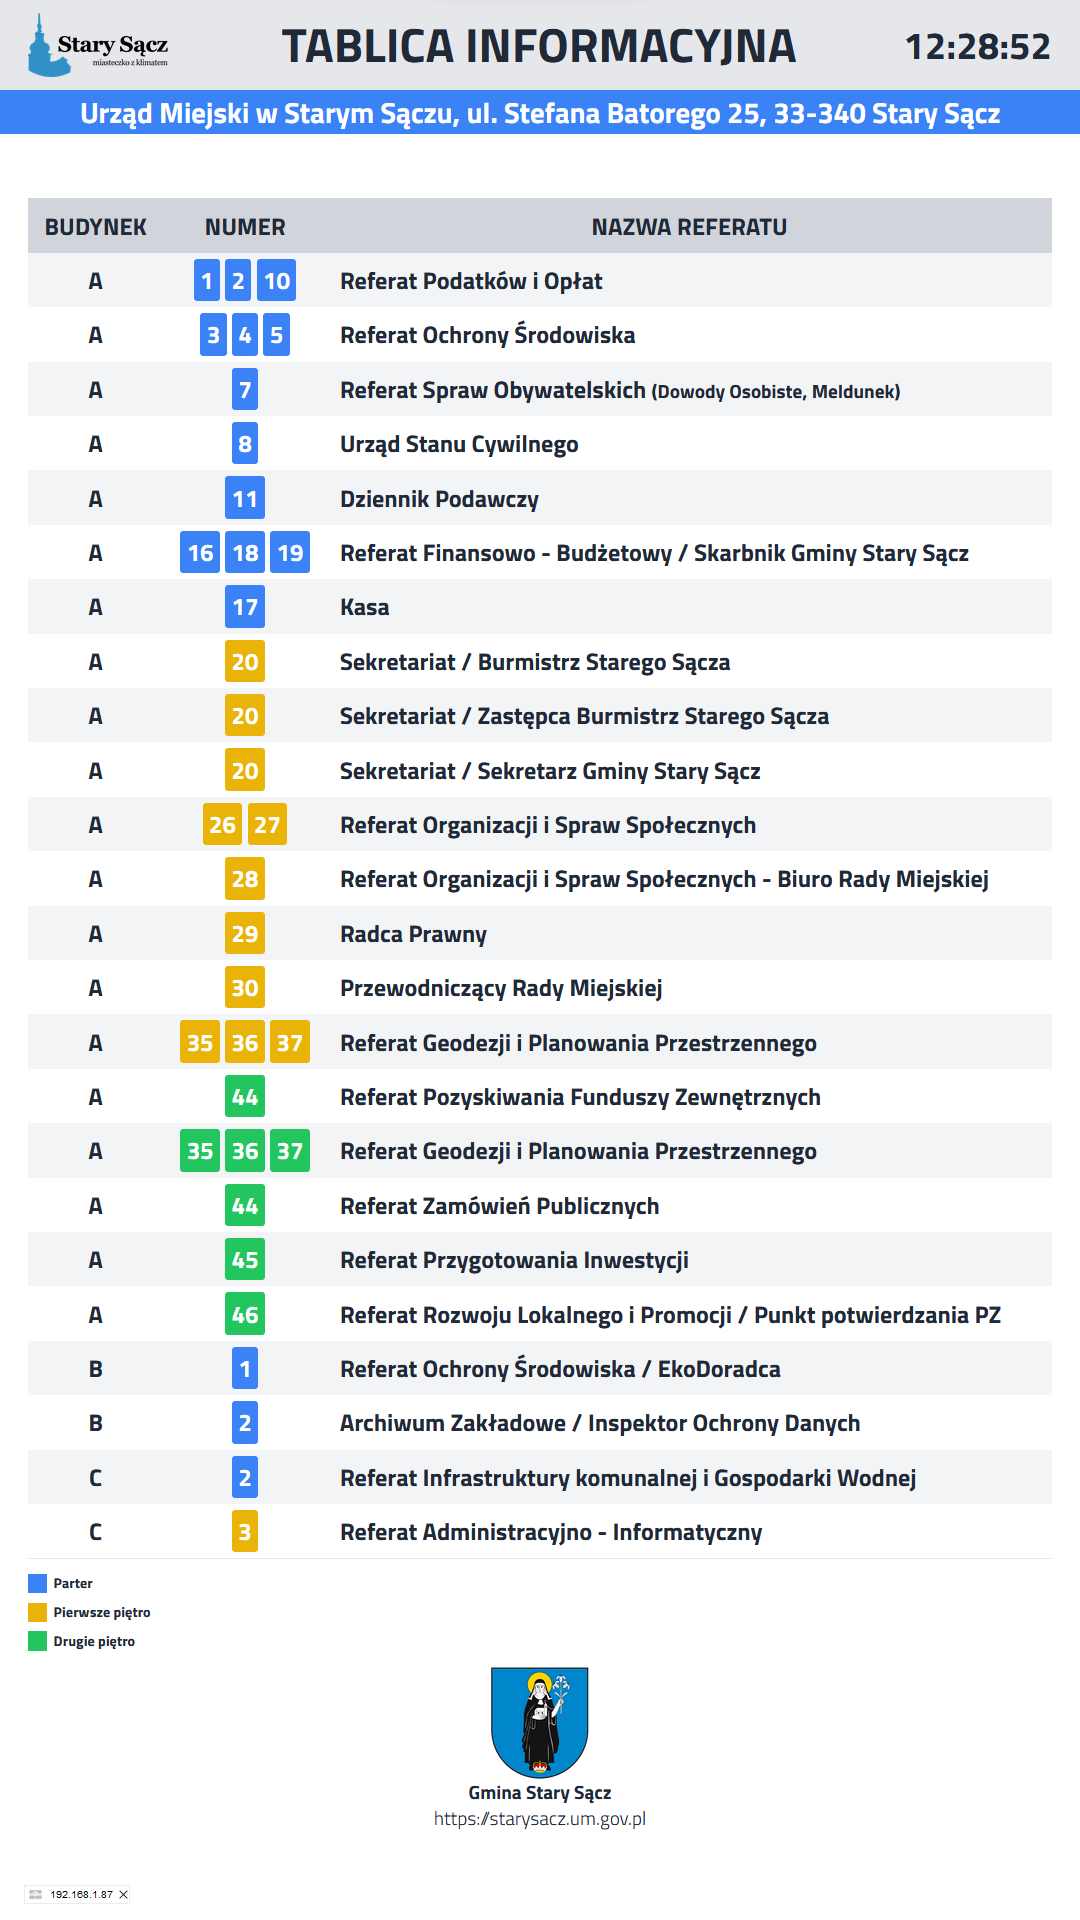 Stary Sącz
miasteczko z klimatem
TABLICA INFORMACYJNA
12:28:52
Urząd Miejski w Starym Sączu, ul. Stefana Batorego 25, 33-340 Stary Sącz
BUDYNEK NUMER NAZWA REFERATU
A 1 2 10 Referat Podatków i Opłat
A 3 4 5 Referat Ochrony Środowiska
A 7 Referat Spraw Obywatelskich (Dowody Osobiste, Meldunek)
A 8 Urząd Stanu Cywilnego
A 11 Dziennik Podawczy
A 16 18 19 Referat Finansowo - Budżetowy / Skarbnik Gminy Stary Sącz
A 17 Kasa
A 20 Sekretariat / Burmistrz Starego Sącza
A 20 Sekretariat / Zastępca Burmistrz Starego Sącza
A 20 Sekretariat / Sekretarz Gminy Stary Sącz
A 26 27 Referat Organizacji i Spraw Społecznych
A 28 Referat Organizacji i Spraw Społecznych - Biuro Rady Miejskiej
A 29 Radca Prawny
A 30 Przewodniczący Rady Miejskiej
A 35 36 37 Referat Geodezji i Planowania Przestrzennego
A 44 Referat Pozyskiwania Funduszy Zewnętrznych
A 35 36 37 Referat Geodezji i Planowania Przestrzennego
A 44 Referat Zamówień Publicznych
A 45 Referat Przygotowania Inwestycji
A 46 Referat Rozwoju Lokalnego i Promocji / Punkt potwierdzania PZ
B 1 Referat Ochrony Środowiska / EkoDoradca
B 2 Archiwum Zakładowe / Inspektor Ochrony Danych
C 2 Referat Infrastruktury komunalnej i Gospodarki Wodnej
C 3 Referat Administracyjno - Informatyczny
Parter
Pierwsze piętro
Drugie piętro
Gmina Stary Sącz
https://starysacz.um.gov.pl
192.168.1.87